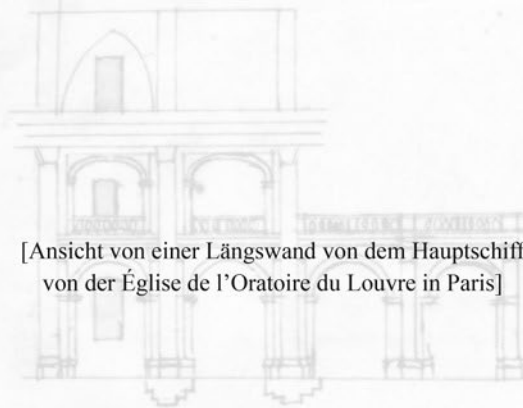 [Ansicht von einer Längswand von dem Hauptschiff
von der Église de l’Oratoire du Louvre in Paris]